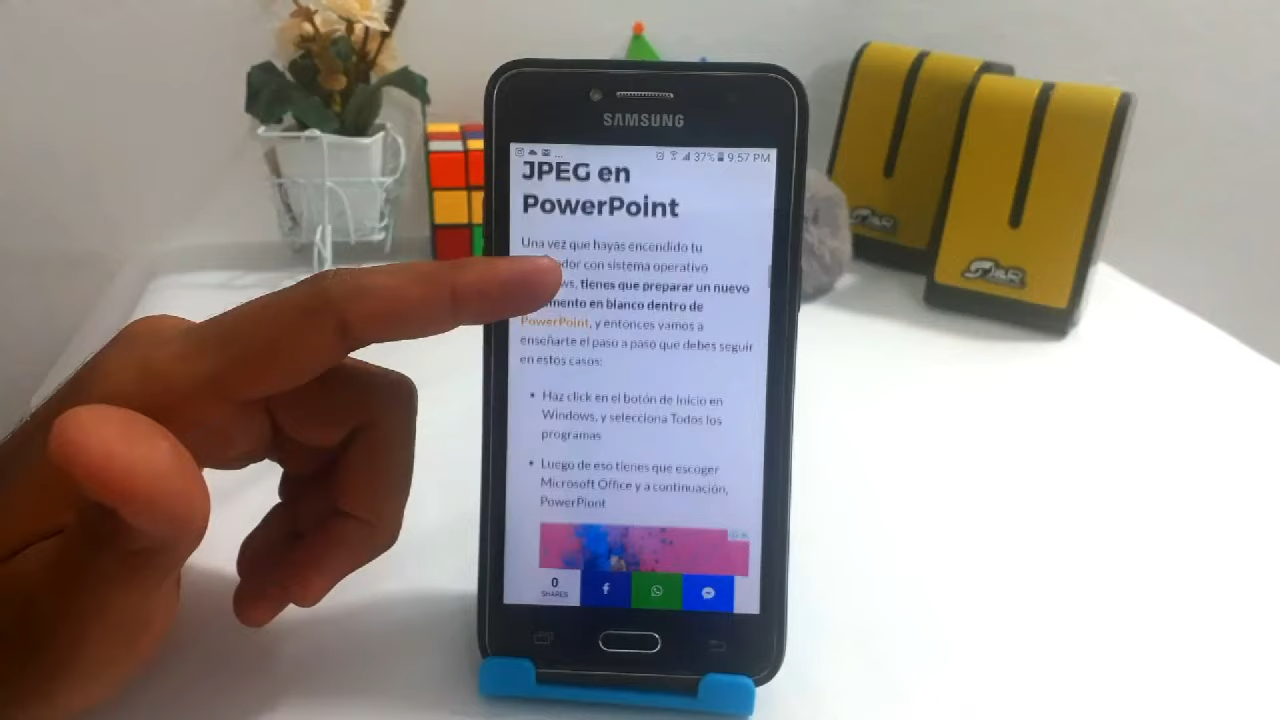 SAMSUNG
37% 9:57 PM
JPEG en
PowerPoint
Una vez que hayas encendido tu
con sistema operativo
tienes que preparar un nuevo
en blanco dentro de
PowerPoint, y entonces vamos a
enseñarte el paso a paso que debes seguir
en estos casos:
• Haz click en el botón de Inicio en
Windows, y selecciona Todos los
programas
• Luego de eso tienes que escoger
Microsoft Office y a continuación,
PowerPiont
0
SHARES